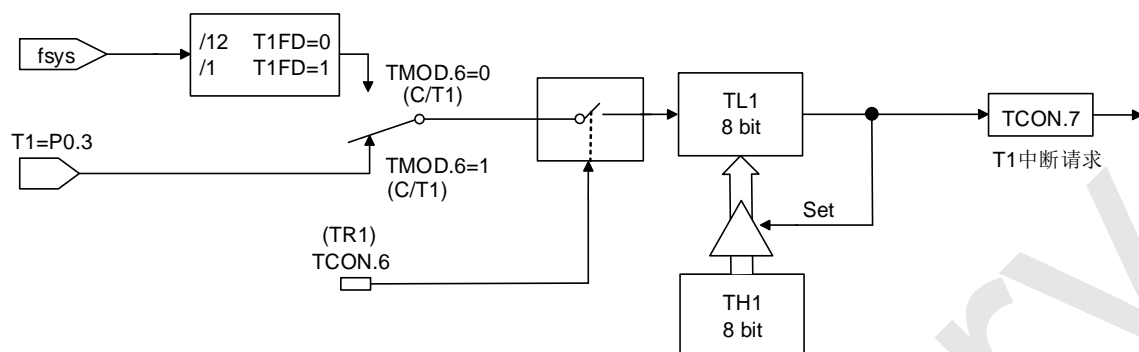 fsys
/12 T1FD=0
/1 T1FD=1
TMOD.6=0
(C/T1)
T1=P0.3
TMOD.6=1
(C/T1)
(TR1)
TCON.6
TL1
8 bit
TCON.7
T1中断请求
Set
TH1
8 bit